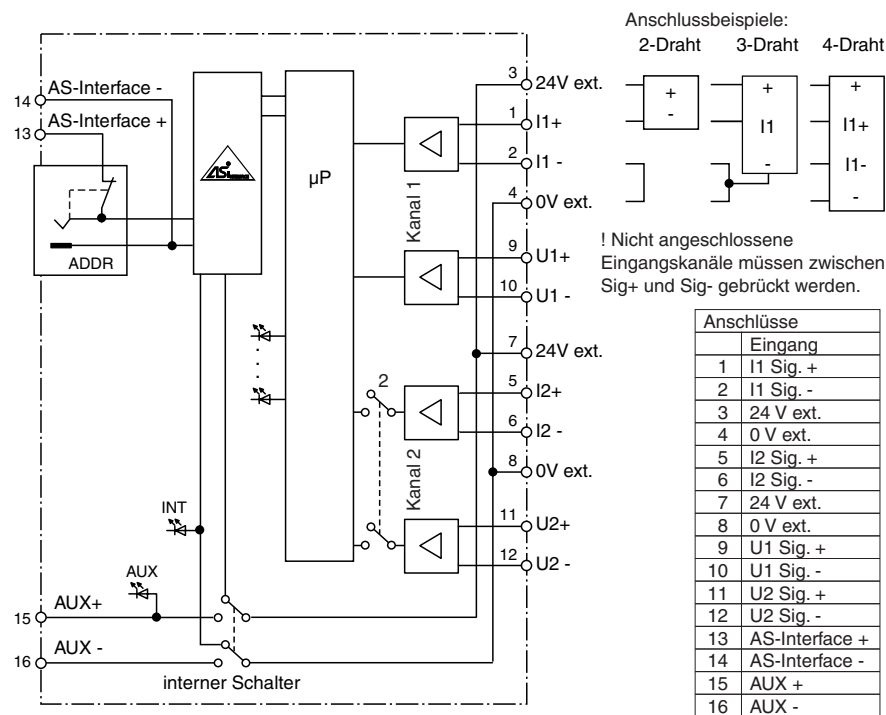 Anschlussbeispiele:
2-Draht 3-Draht 4-Draht
+
-
+
I1
-
+
I1+
I1-
-
! Nicht angeschlossene
Eingangskanäle müssen zwischen
Sig+ und Sig- gebrückt werden.
14 AS-Interface -
13 AS-Interface +
ADDR
ASi
µP
Kanal 1
Kanal 2
2
3 24V ext.
1 I1+
2 I1 -
4 0V ext.
9 U1+
10 U1 -
7 24V ext.
5 I2+
6 I2 -
8 0V ext.
11 U2+
12 U2 -
INT
AUX
15 AUX+
16 AUX -
interner Schalter
Anschlüsse
Eingang
1 I1 Sig. +
2 I1 Sig. -
3 24 V ext.
4 0 V ext.
5 I2 Sig. +
6 I2 Sig. -
7 24 V ext.
8 0 V ext.
9 U1 Sig. +
10 U1 Sig. -
11 U2 Sig. +
12 U2 Sig. -
13 AS-Interface +
14 AS-Interface -
15 AUX +
16 AUX -